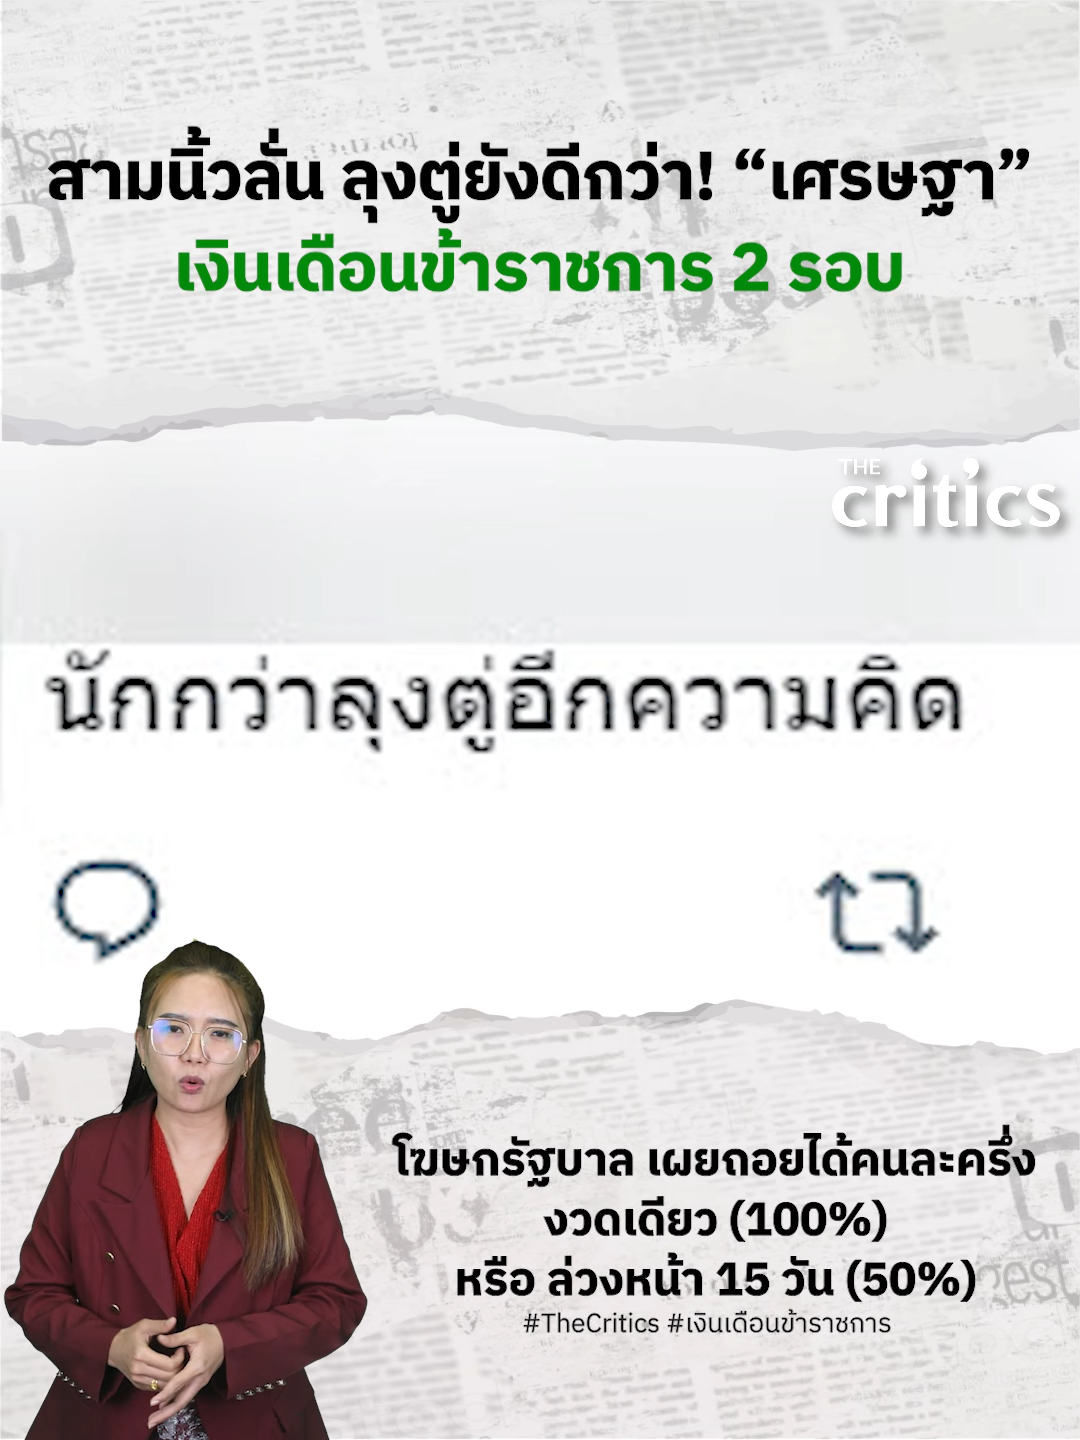 สามนิ้วลั่น ลุงตู่ยังดีกว่า! “เศรษฐา”
เงินเดือนข้าราชการ 2 รอบ
THE
critics
นักกว่าลุงตู่อีกความคิด
โฆษกรัฐบาล เผยถอยได้คนละครึ่ง
งวดเดียว (100%)
หรือ ล่วงหน้า 15 วัน (50%)
#TheCritics #เงินเดือนข้าราชการ